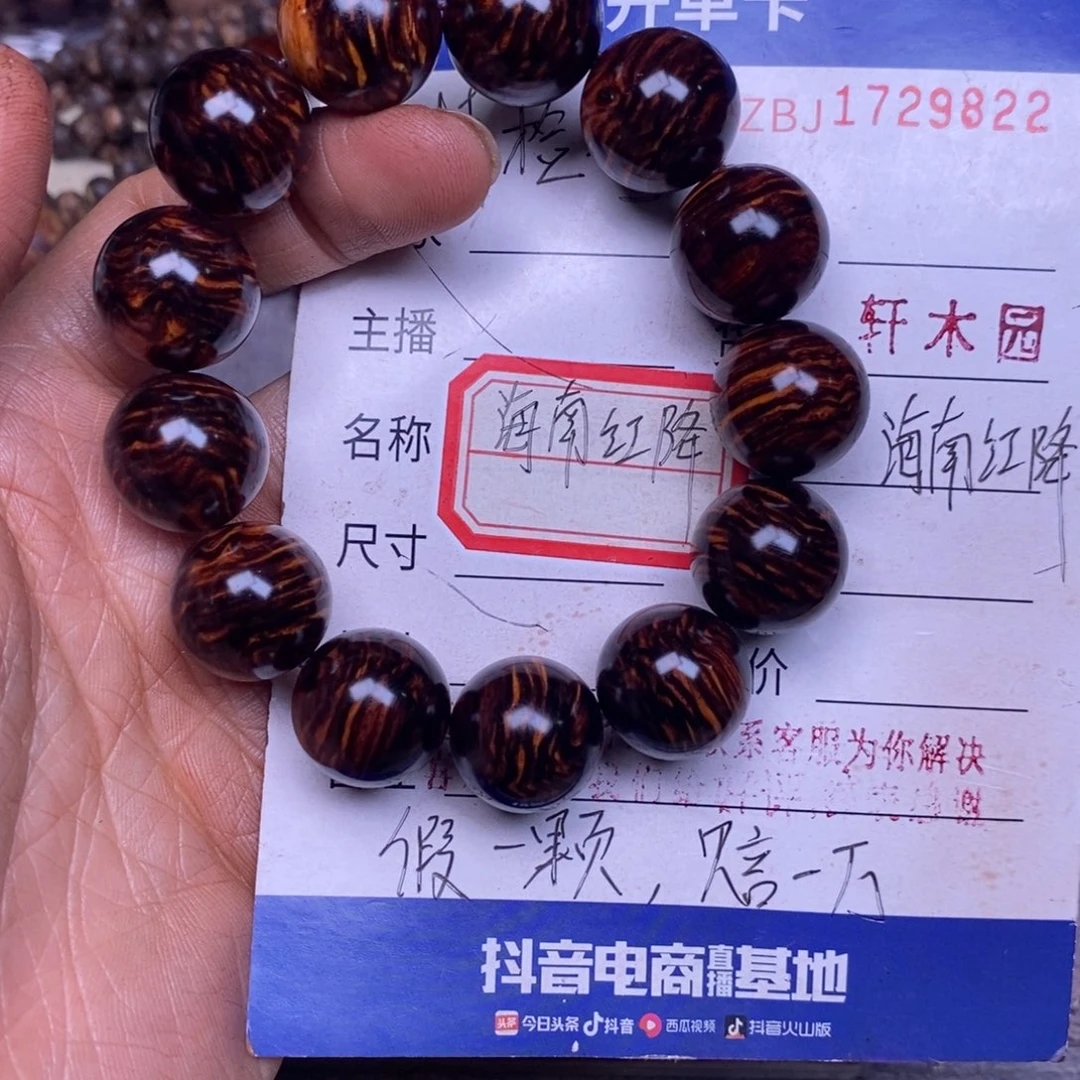 开单卡
ZBJ 1729822
轩木园
主播
名称 海南红降 海南红降
尺寸
价
系客服为你解决
假一颗,赔一万
抖音电商直播基地
今日头条 抖音 西瓜视频 抖音火山版